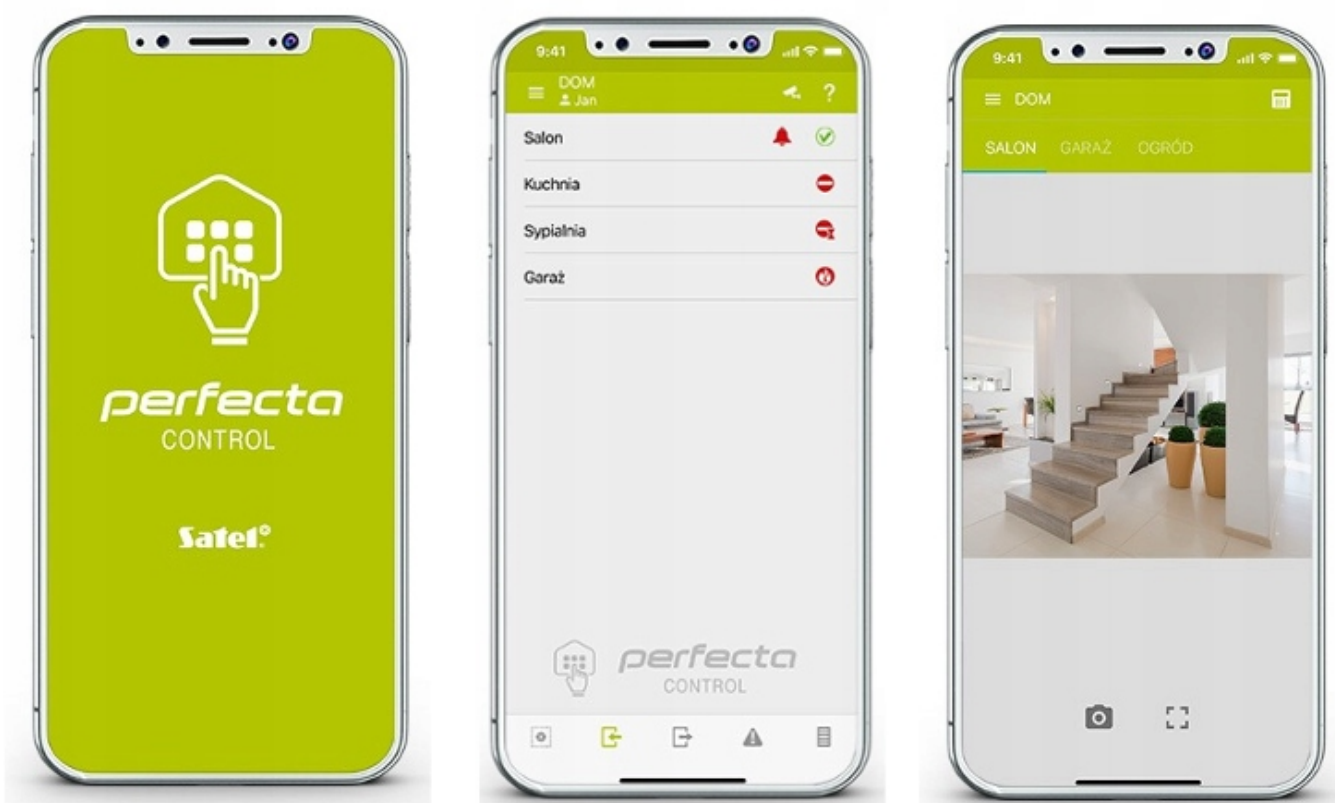 perfecta
CONTROL
Satel®
9:41
DOM
Jan
?
Salon
Kuchnia
Sypialnia
Garaż
perfecta
CONTROL
9:41
DOM
SALON GARAŻ OGRÓD